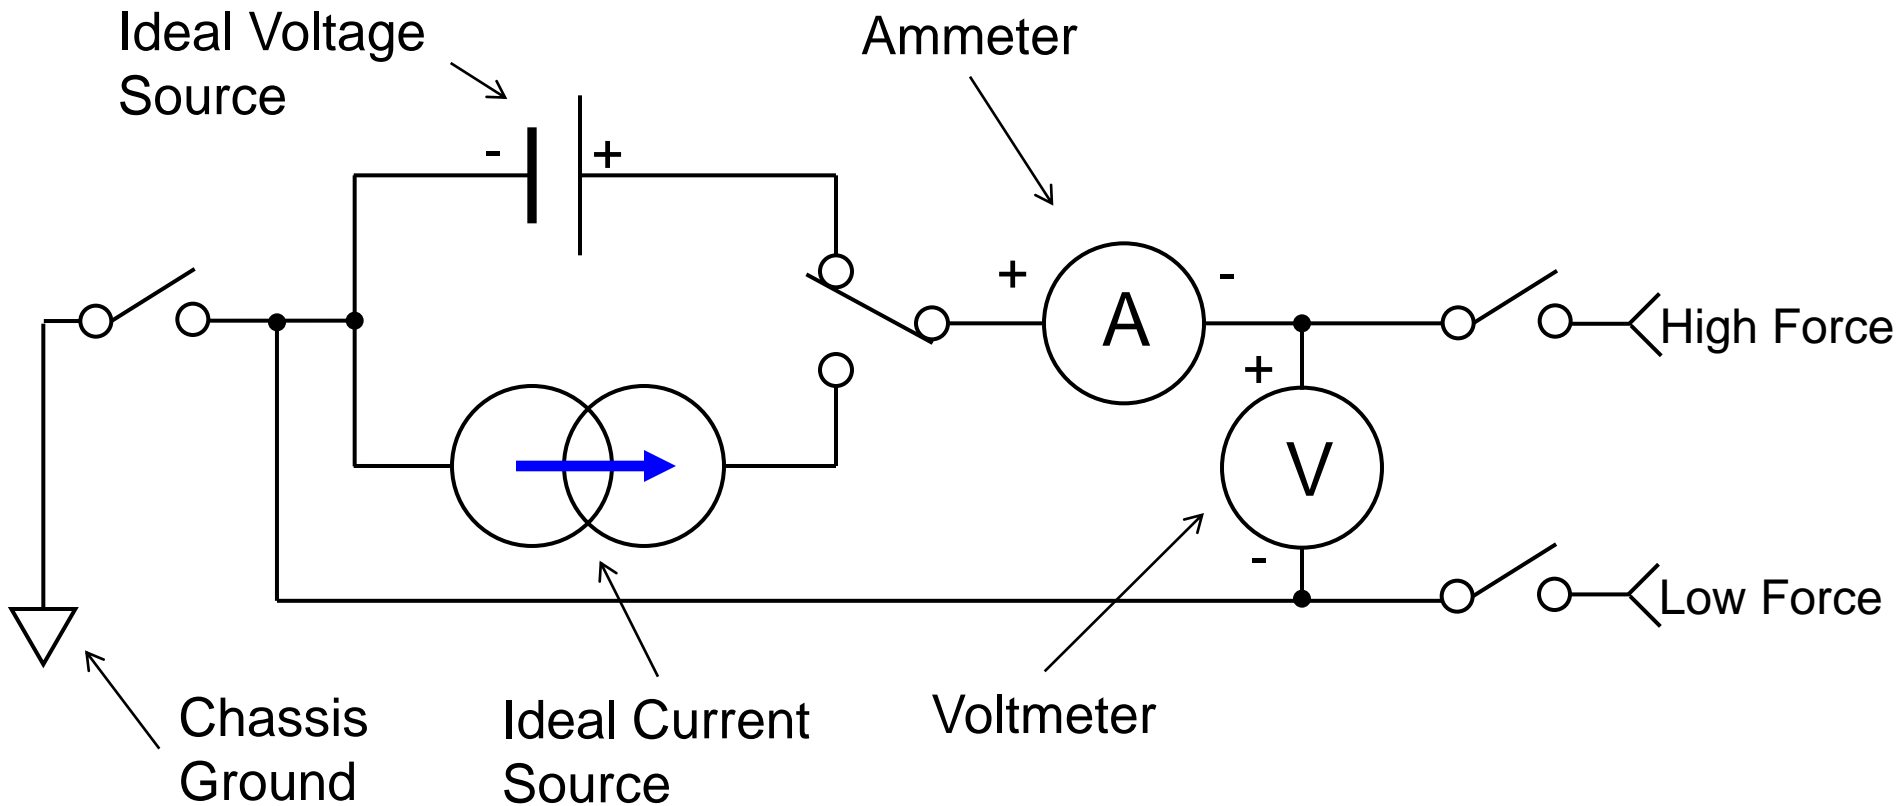 Ideal Voltage
Source
Ammeter
-
+
+
-
A
High Force
+
V
-
Low Force
Chassis
Ground
Ideal Current
Source
Voltmeter